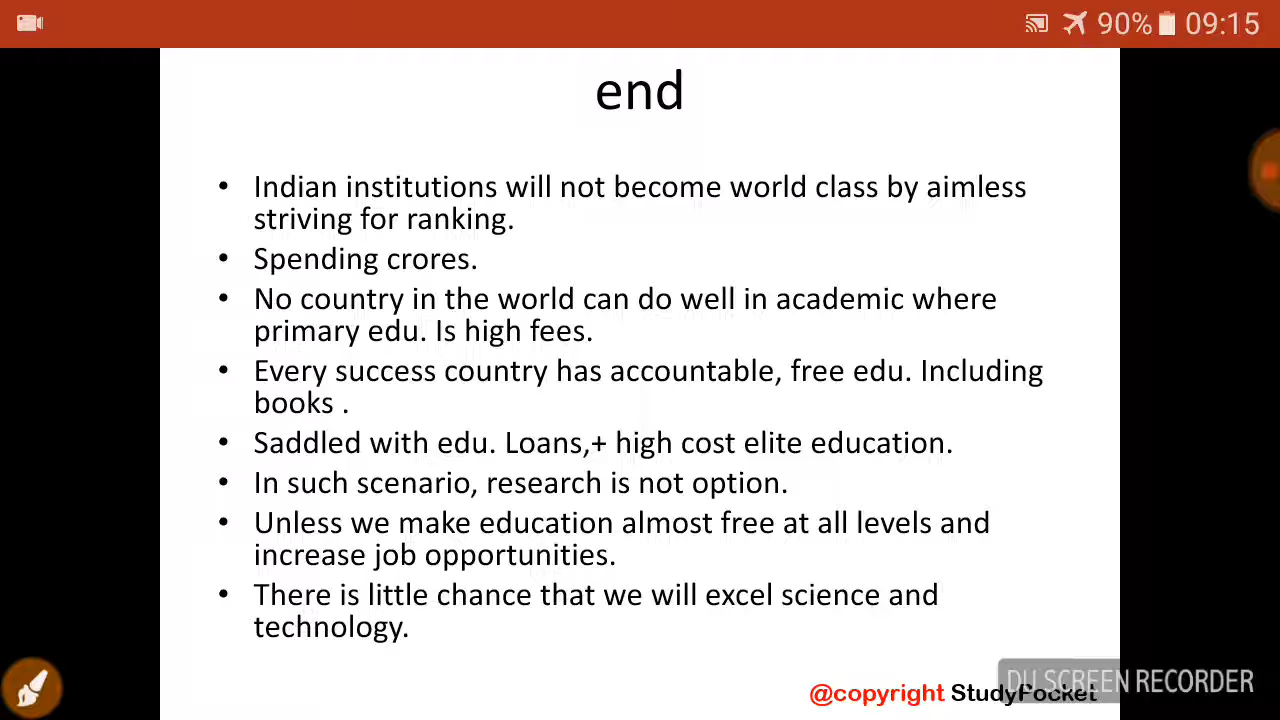 90% 09:15
end
• Indian institutions will not become world class by aimless
striving for ranking.
• Spending crores.
• No country in the world can do well in academic where
primary edu. Is high fees.
• Every success country has accountable, free edu. Including
books .
• Saddled with edu. Loans,+ high cost elite education.
• In such scenario, research is not option.
• Unless we make education almost free at all levels and
increase job opportunities.
• There is little chance that we will excel science and
technology.
DU SCREEN RECORDER
@copyright StudyPocket